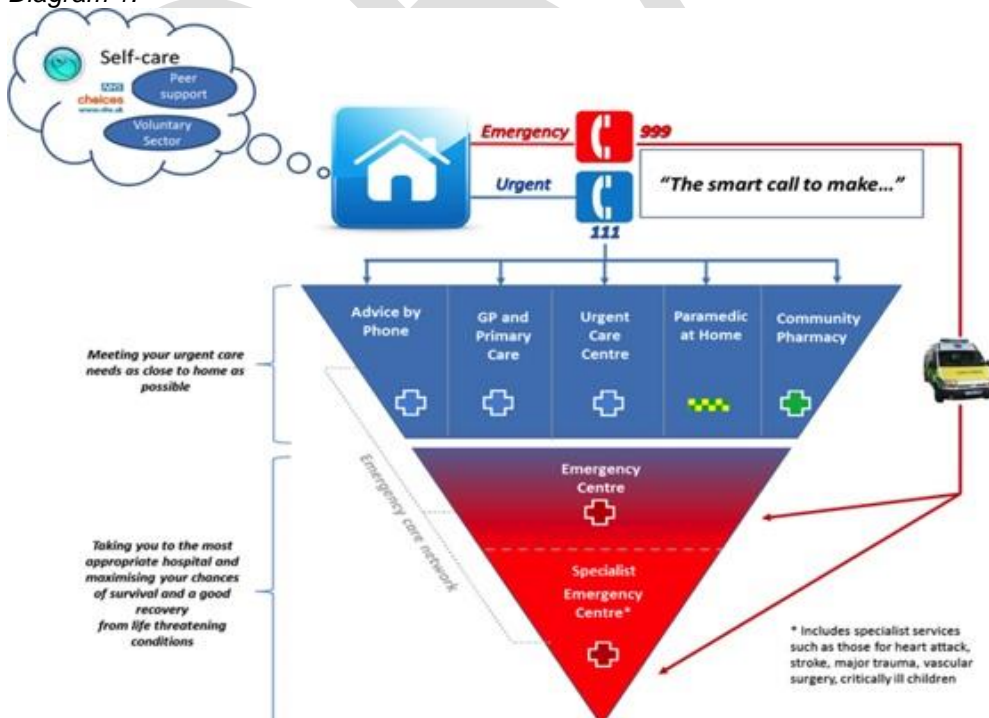 Diagram 1:
Self-care
Peer
support
NHS
choices
Voluntary
Sector
Emergency
999
Urgent
111
"The smart call to make..."
Advice by
Phone
GP and
Primary
Care
Urgent
Care
Centre
Paramedic
at Home
Community
Pharmacy
Meeting your urgent care
needs as close to home as
possible
Emergency care network
Emergency
Centre
Specialist
Emergency
Centre*
Taking you to the most
appropriate hospital and
maximising your chances
of survival and a good
recovery
from life threatening
conditions
* Includes specialist services
such as those for heart attack,
stroke, major trauma, vascular
surgery, critically ill children